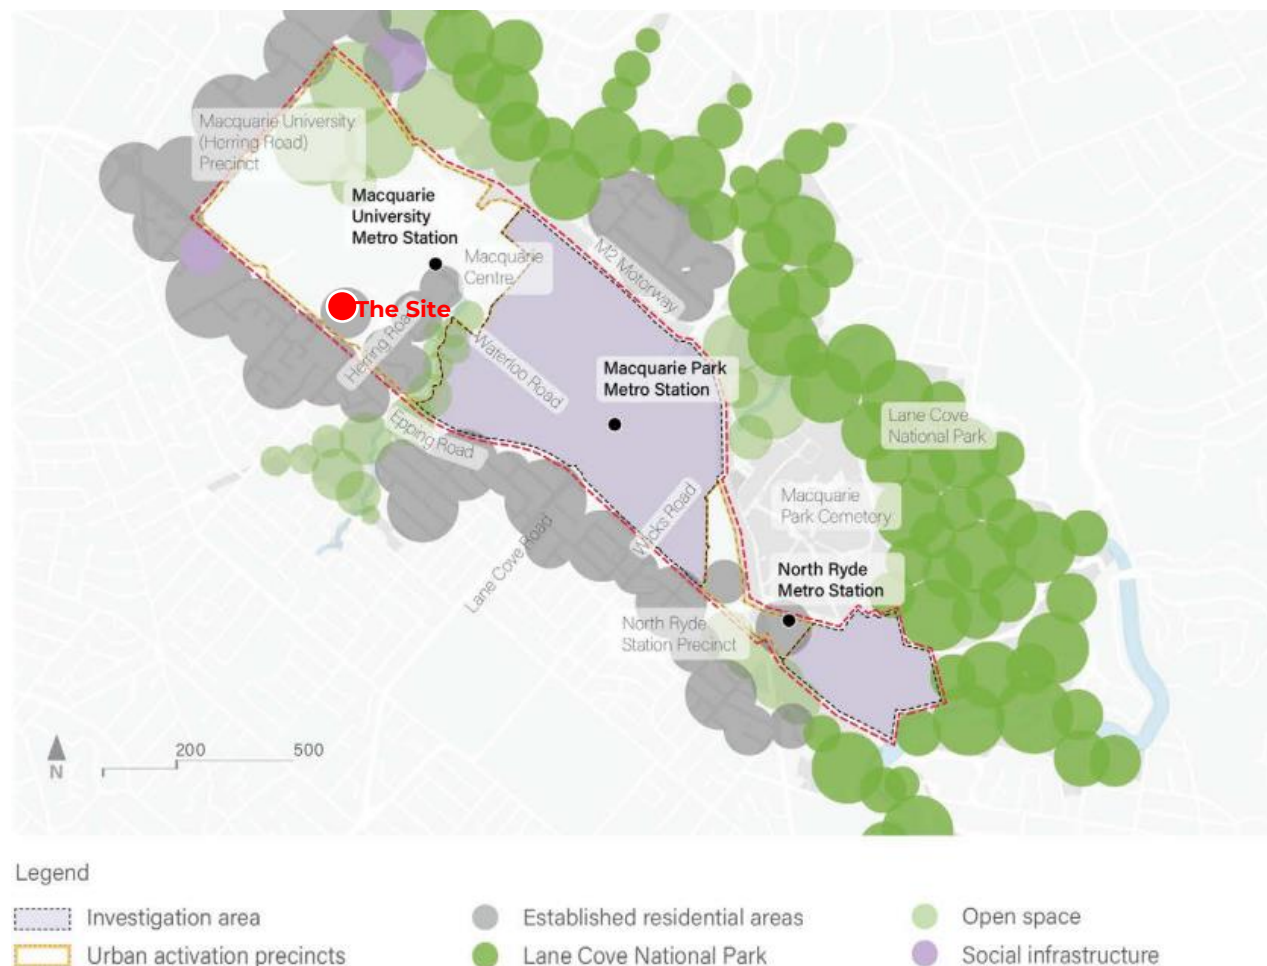 Macquarie University
(Herring Road)
Precinct
Macquarie
University
Metro Station
Macquarie
Centre
M2 Motorway
The Site
Herring Road
Waterloo Road
Macquarie Park
Metro Station
Epping Road
Lane Cove
National Park
Wicks Road
Macquarie
Park Cemetery
Lane Cove Road
North Ryde
Metro Station
North Ryde
Station Precinct
200
500
N
Legend
Investigation area
Established residential areas
Open space
Urban activation precincts
Lane Cove National Park
Social infrastructure